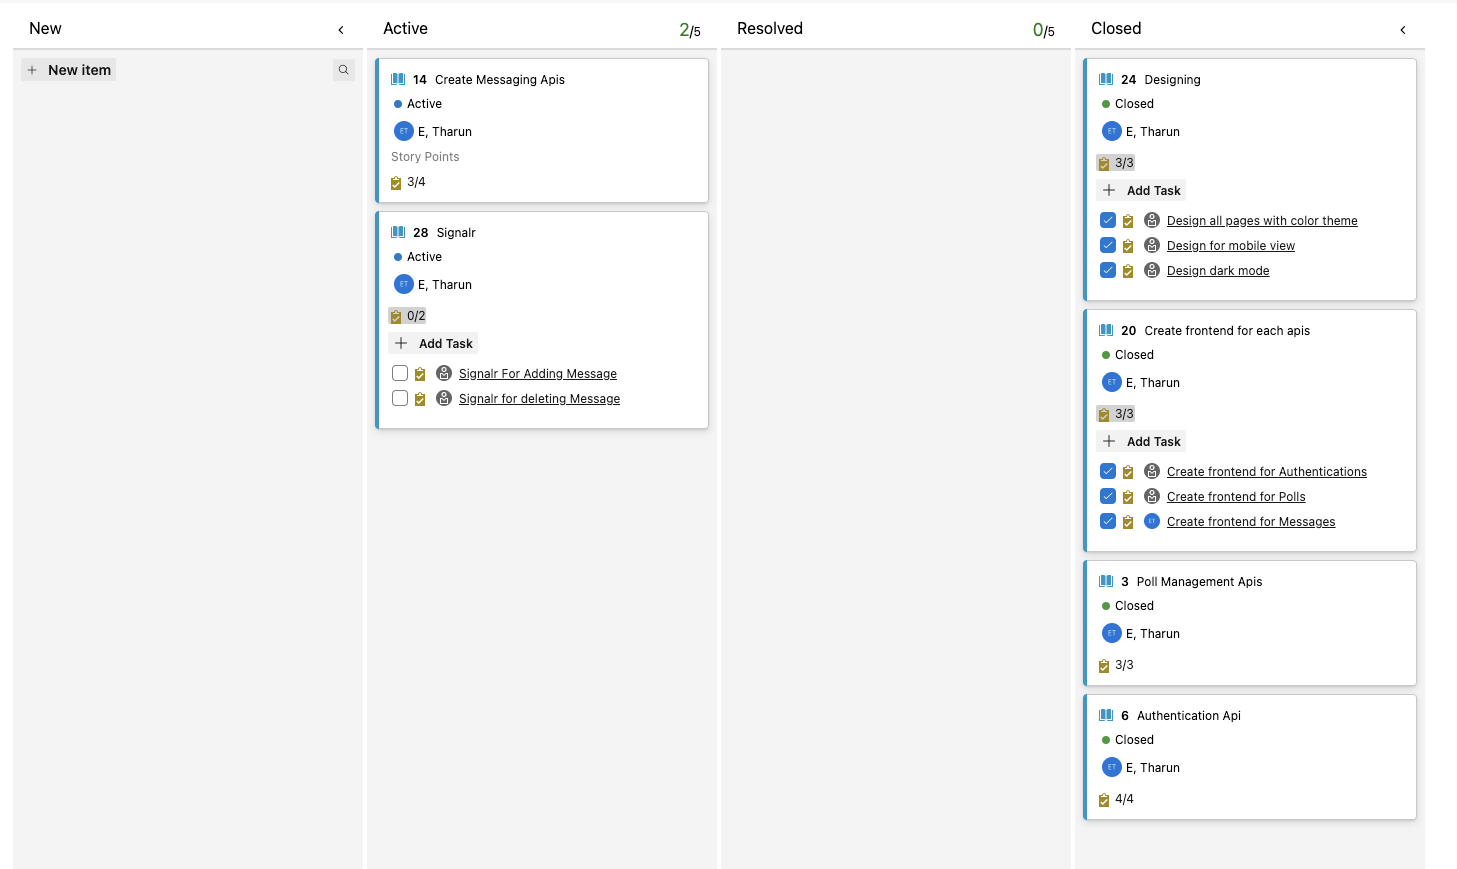 New
New item
Active 2/5
14 Create Messaging Apis
Active
ET E, Tharun
Story Points
3/4
28 Signalr
Active
ET E, Tharun
0/2
Add Task
Signalr For Adding Message
Signalr for deleting Message
Resolved 0/5
Closed
24 Designing
Closed
ET E, Tharun
3/3
Add Task
Design all pages with color theme
Design for mobile view
Design dark mode
20 Create frontend for each apis
Closed
ET E, Tharun
3/3
Add Task
Create frontend for Authentications
Create frontend for Polls
ET Create frontend for Messages
3 Poll Management Apis
Closed
ET E, Tharun
3/3
6 Authentication Api
Closed
ET E, Tharun
4/4